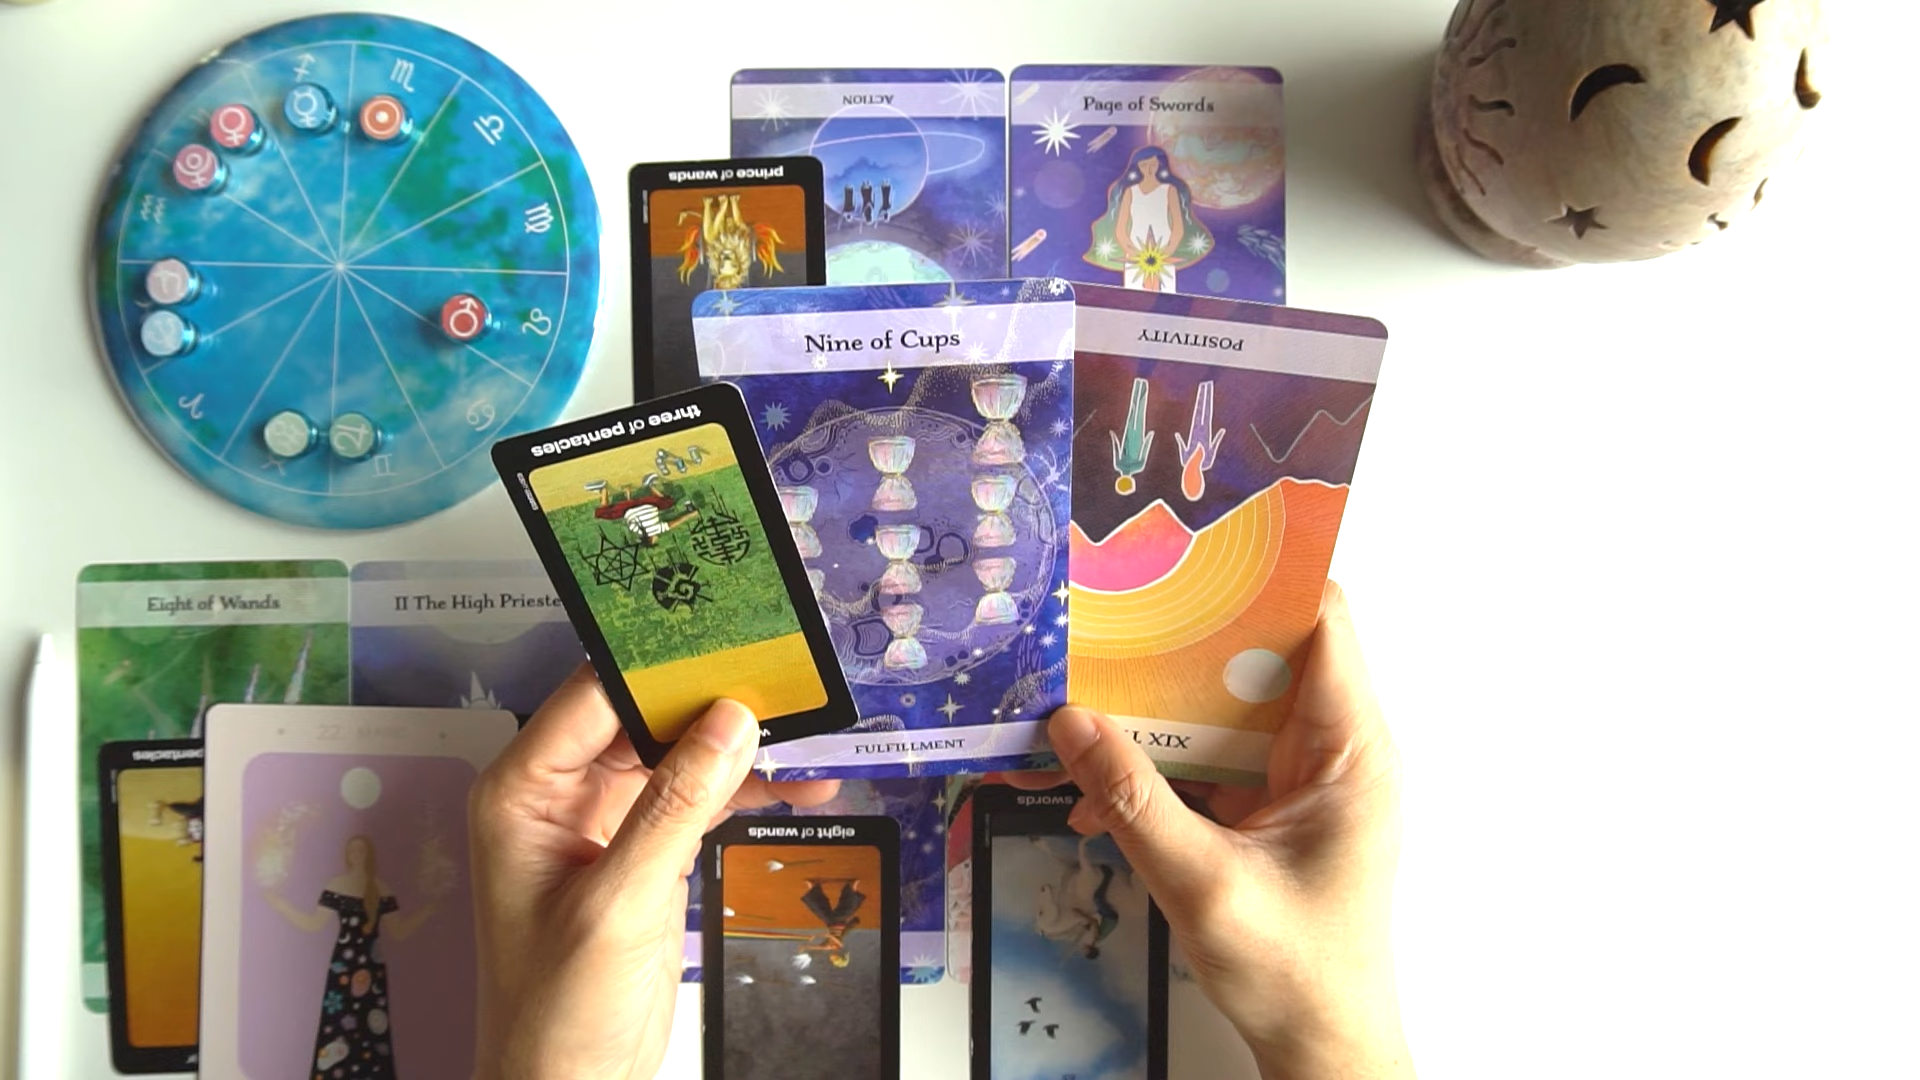 ACTION
Page of Swords
prince of wands
Nine of Cups
POSITIVITY
three of pentacles
Eight of Wands
II The High Prieste
FULFILLMENT
XIX
pentacles
eight of wands
swords